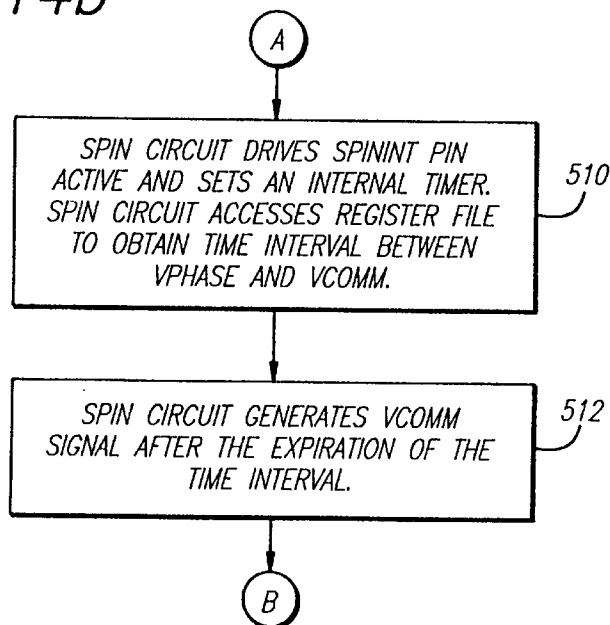 A
SPIN CIRCUIT DRIVES SPININT PIN
ACTIVE AND SETS AN INTERNAL TIMER.
SPIN CIRCUIT ACCESSES REGISTER FILE
TO OBTAIN TIME INTERVAL BETWEEN
VPHASE AND VCOMM.
510
SPIN CIRCUIT GENERATES VCOMM
SIGNAL AFTER THE EXPIRATION OF THE
TIME INTERVAL.
512
B